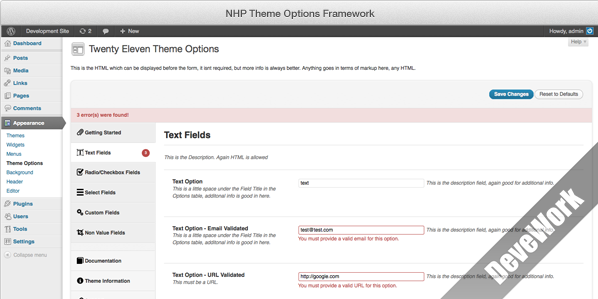 NHP Theme Options Framework
Development Site 2 + New Howdy, admin
Help
Dashboard
Posts
Media
Links
Pages
Comments
Appearance
Themes
Widgets
Menus
Theme Options
Background
Header
Editor
Plugins
Users
Tools
Settings
Collapse menu
Twenty Eleven Theme Options
This is the HTML which can be displayed before the form, it isnt required, but more info is always better. Anything goes in terms of markup here, any HTML.
Save Changes Reset to Defaults
3 error(s) were found!
Getting Started
Text Fields
Radio/Checkbox Fields
Select Fields
Custom Fields
Non Value Fields
Documentation
Theme Information
Text Fields
This is the Description. Again HTML is allowed
Text Option
This is a little space under the Field Title in the
Options table, additional info is good in here.
text
This is the description field, again good for additional info.
Text Option - Email Validated
This is a little space under the Field Title in the
Options table, additional info is good in here.
test@test.com
This is the description field, again good for additional info.
You must provide a valid email for this option.
Text Option - URL Validated
This must be a URL.
http://google.com
This is the description field, again good for additional info.
You must provide a valid URL for this option.
DeveWork